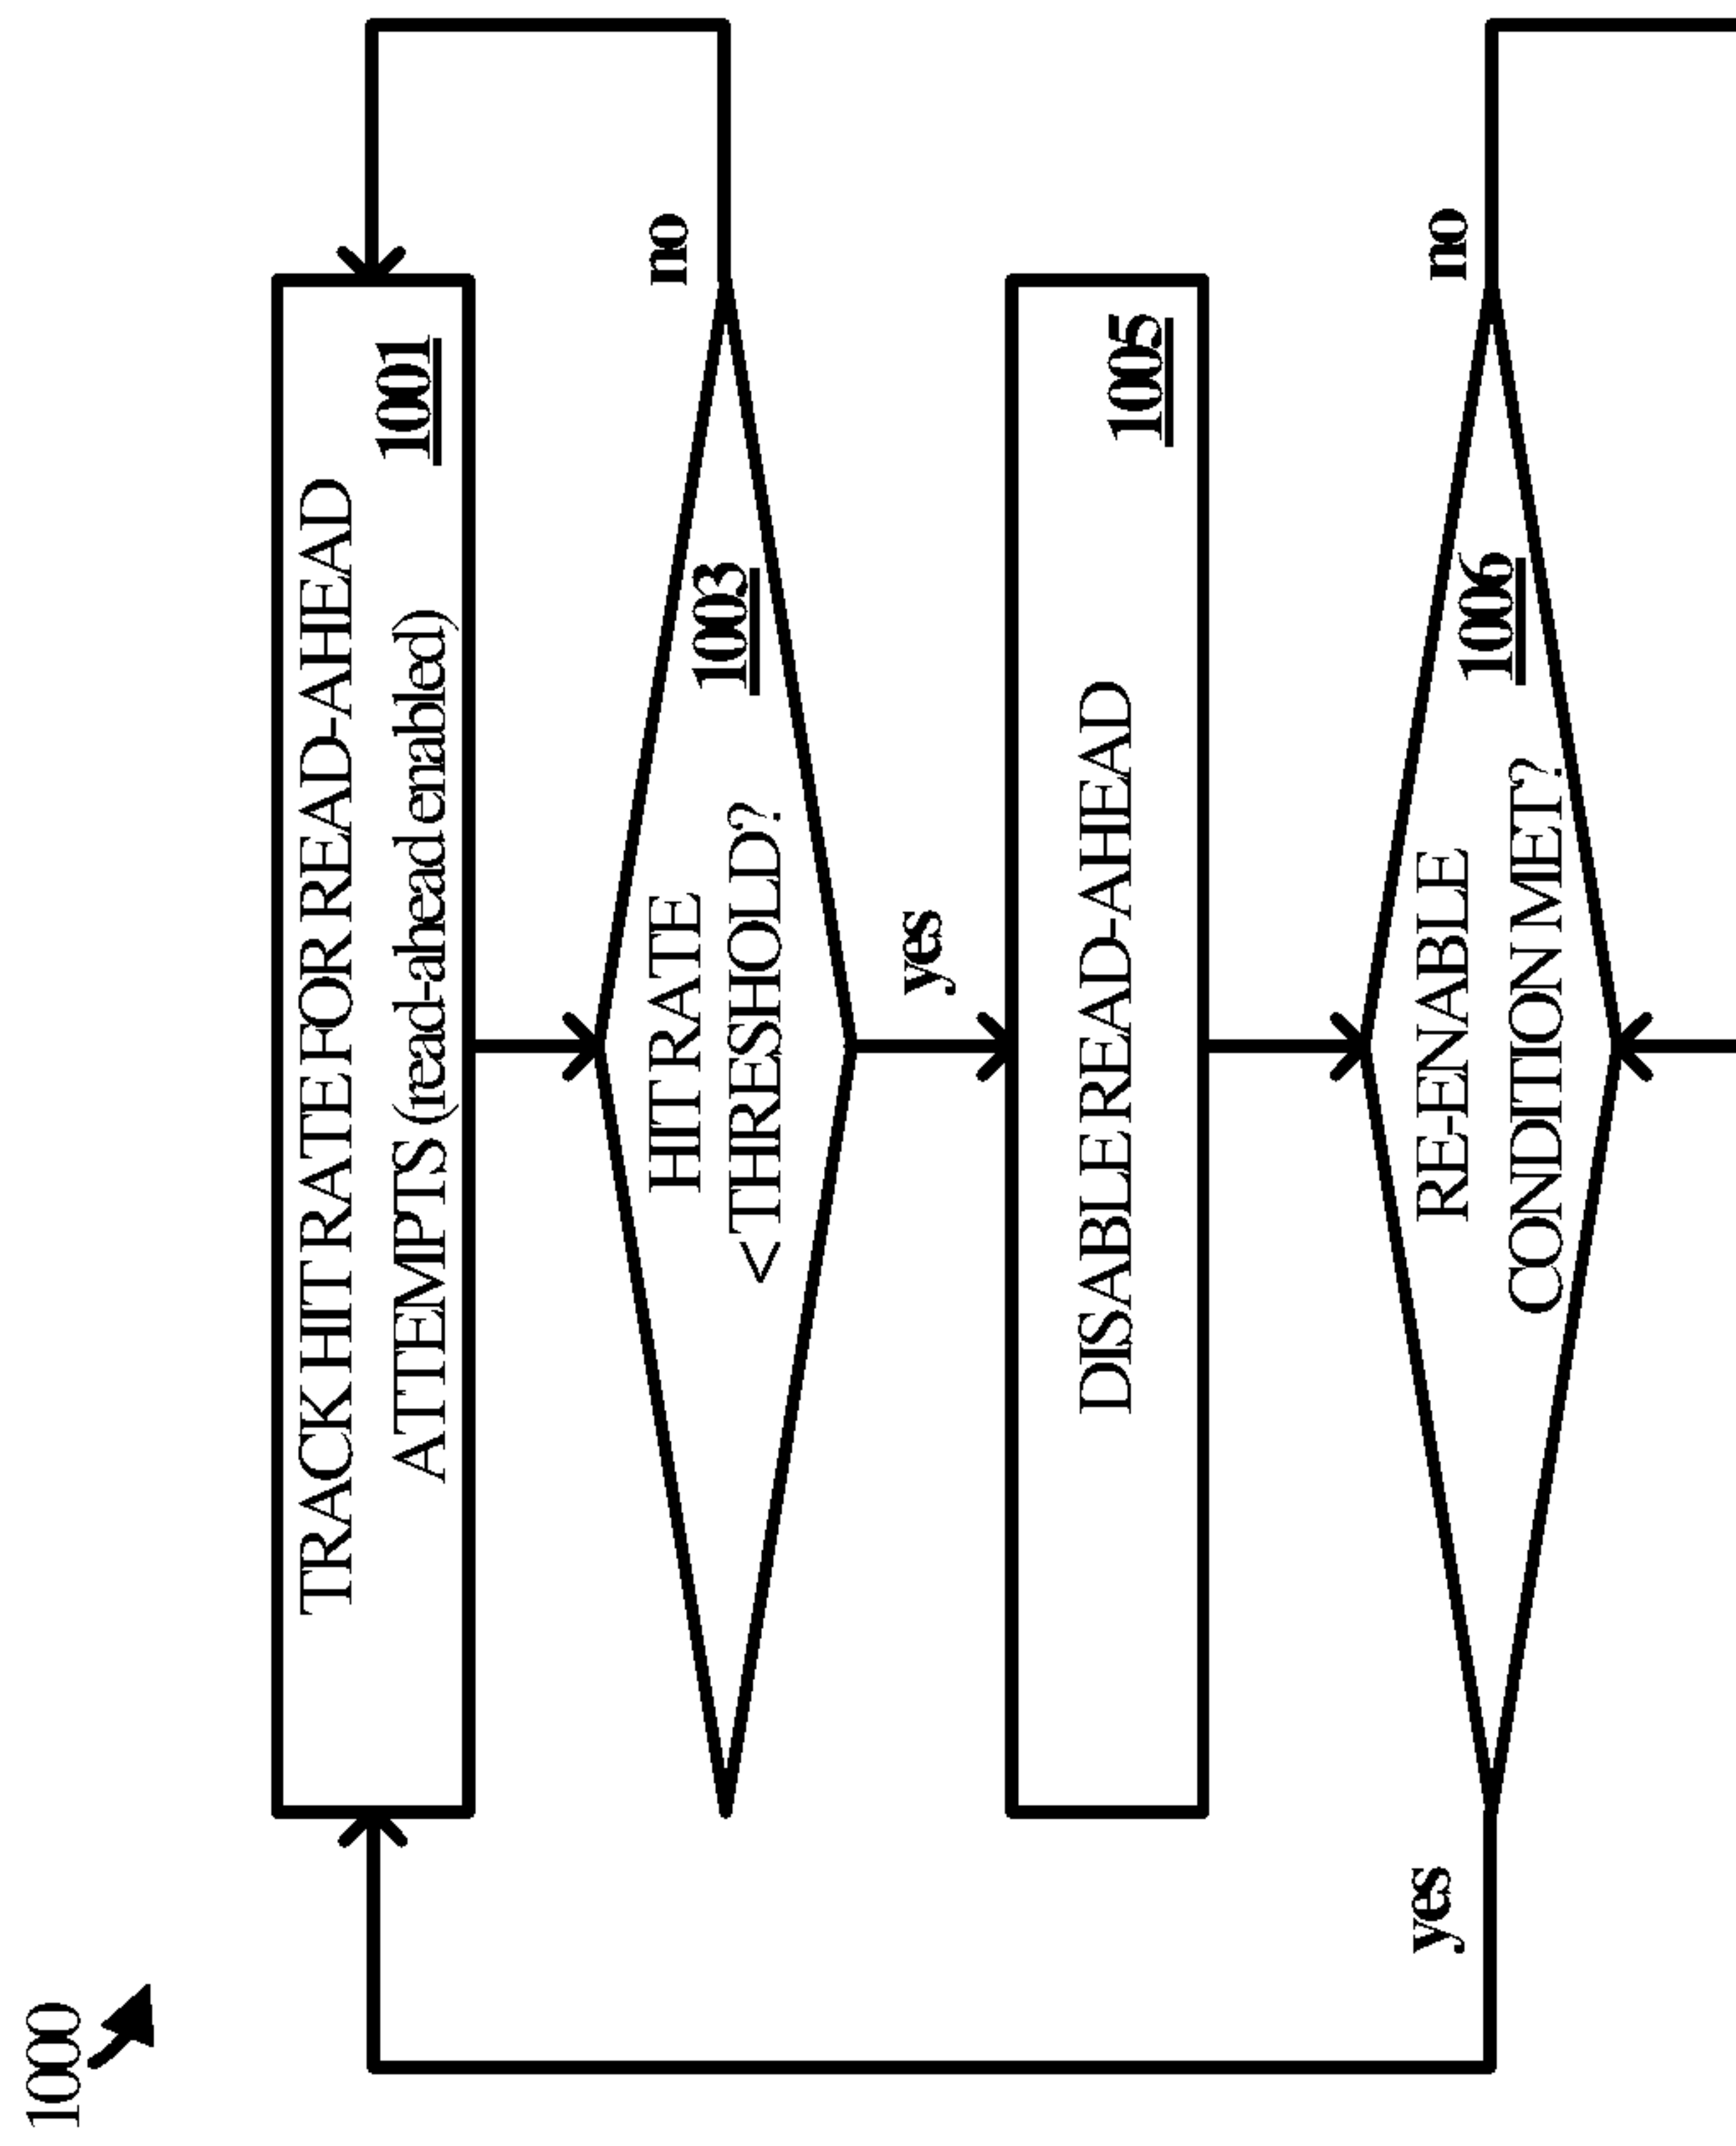 1000
TRACK HIT RATE FOR READ-AHEAD
ATTEMPTS (read-ahead enabled)
1001
no
HIT RATE
< THRESHOLD?
1003
yes
DISABLE READ-AHEAD
1005
no
RE-ENABLE
CONDITION MET?
1006
yes